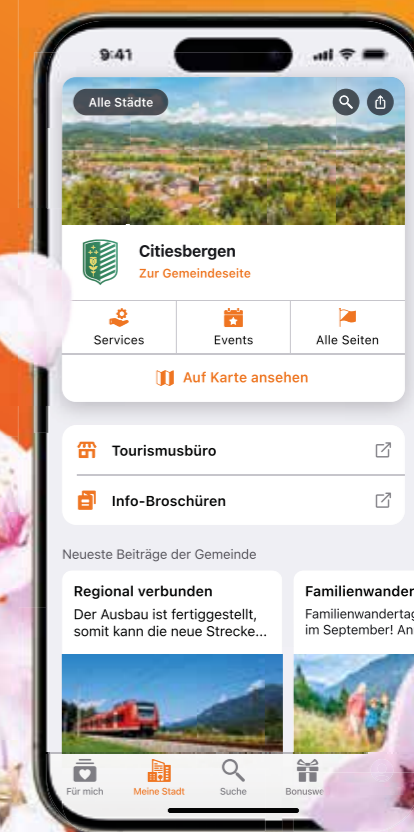 9:41
Alle Städte
Citiesbergen
Zur Gemeindeseite
Services
Events
Alle Seiten
Auf Karte ansehen
Tourismusbüro
Info-Broschüren
Neueste Beiträge der Gemeinde
Regional verbunden
Der Ausbau ist fertiggestellt,
somit kann die neue Strecke...
Familienwander
Familienwandertag
im September! An
Für mich
Meine Stadt
Suche
Bonuswe